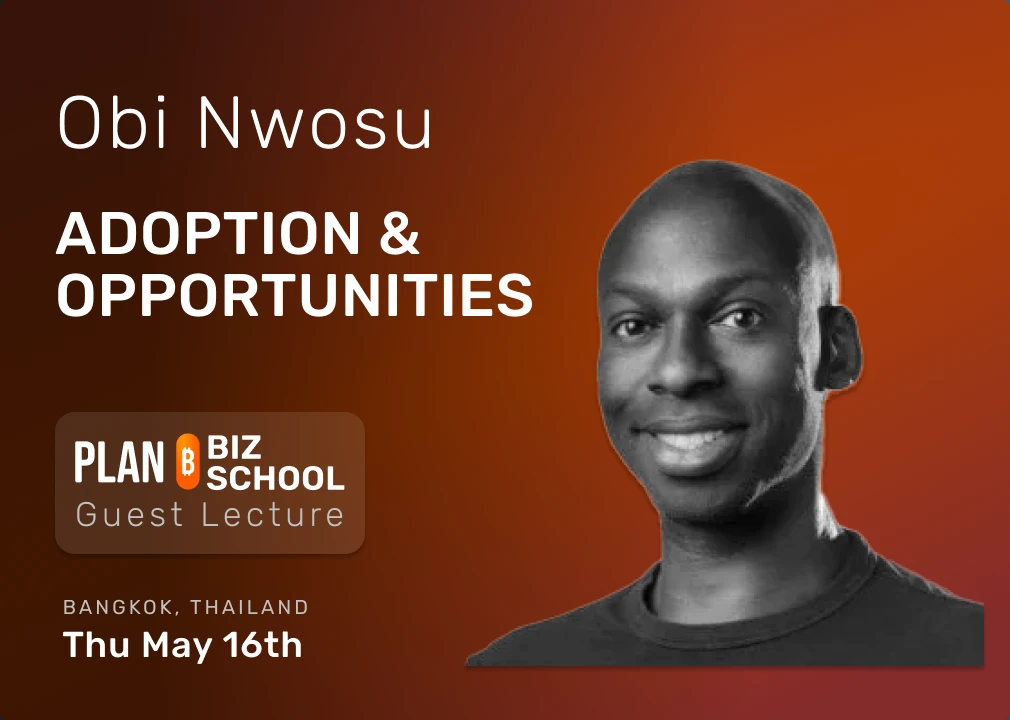 Obi Nwosu
ADOPTION &
OPPORTUNITIES
PLAN ₿ BIZ
SCHOOL
Guest Lecture
BANGKOK, THAILAND
Thu May 16th